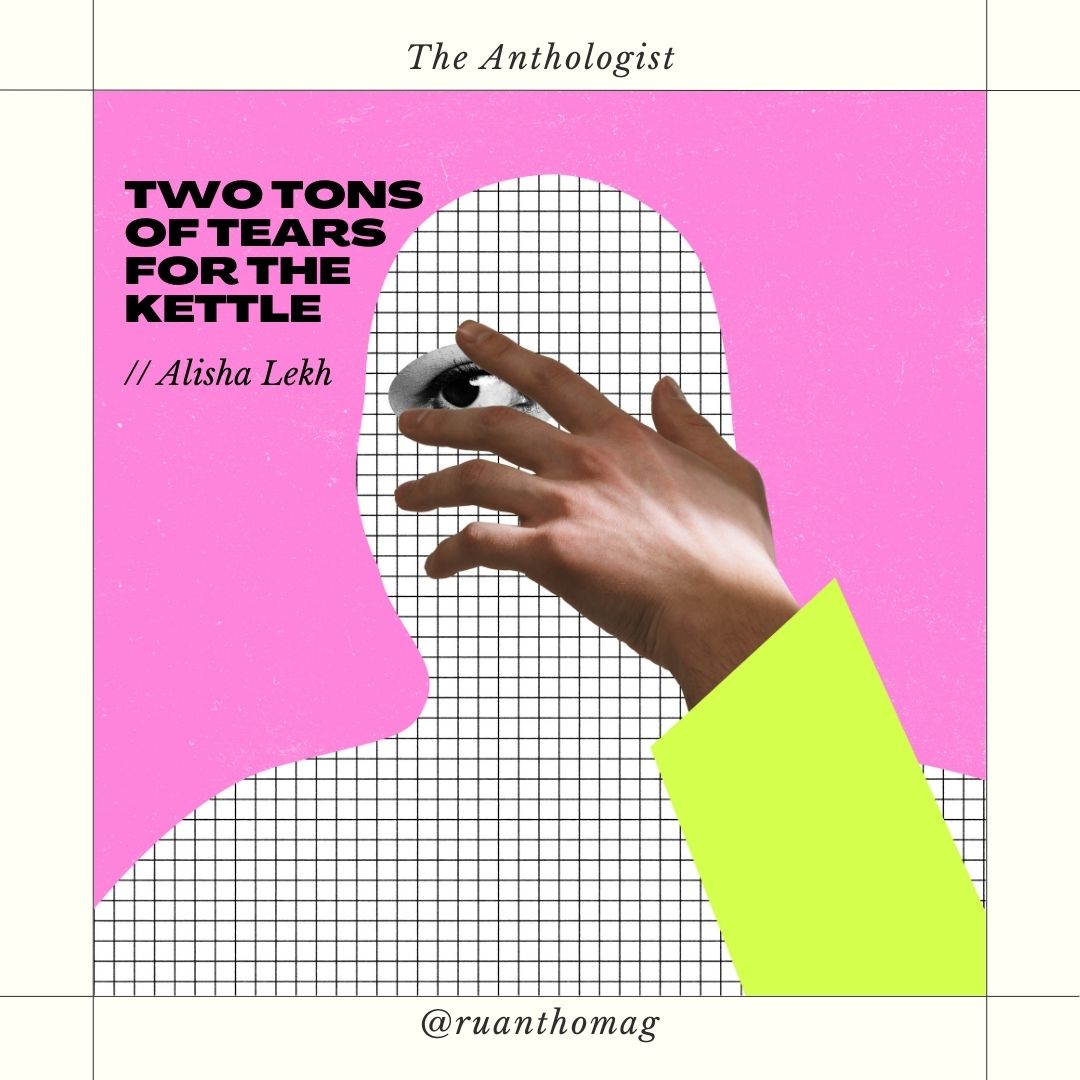 The Anthologist
TWO TONS
OF TEARS
FOR THE
KETTLE
// Alisha Lekh
@ruanthomag